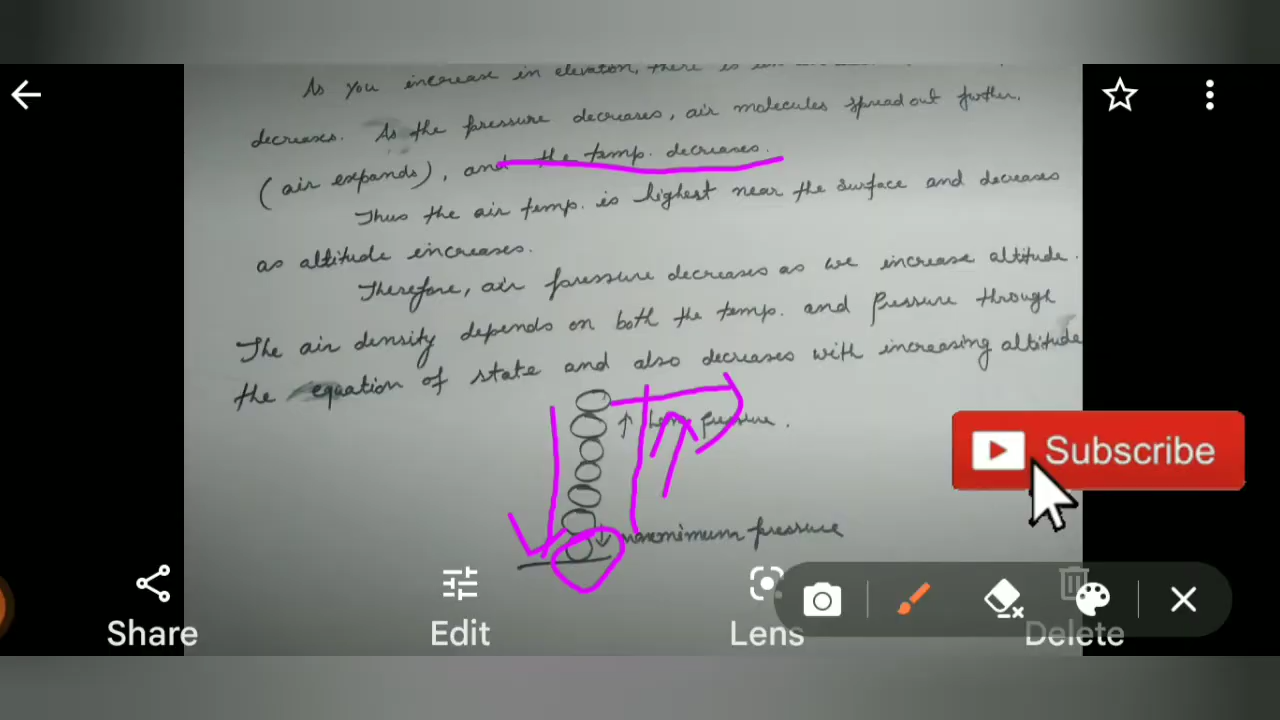 As you increase in elevation, there is
decreases. As the pressure decreases, air molecules spread out further.
(air expands), and the temp. decreases.
Thus the air temp. is highest near the surface and decreases
as altitude increases.
Therefore, air pressure decreases as we increase altitude.
The air density depends on both the temp. and Pressure through
the equation of state and also decreases with increasing altitude
↑ Less pressure.
↓ maximum pressure
Subscribe
Share
Edit
Lens
Delete